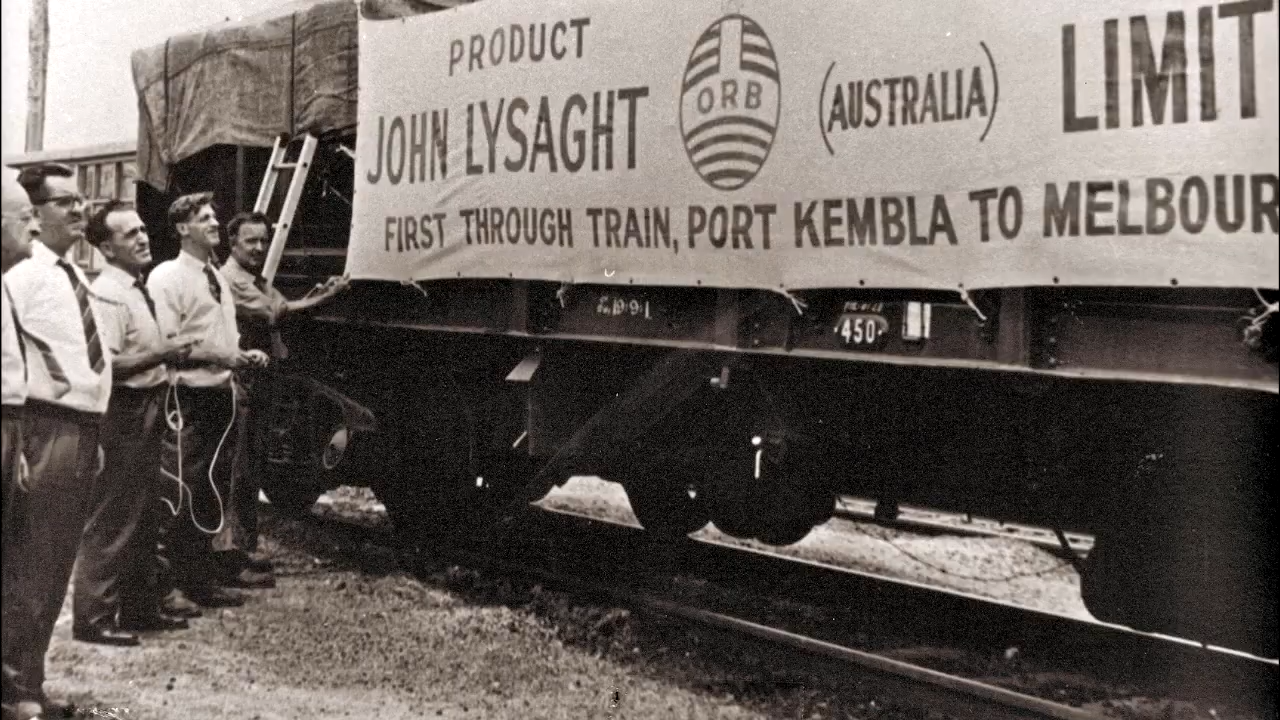 PRODUCT
JOHN LYSAGHT
ORB
(AUSTRALIA)
LIMIT
FIRST THROUGH TRAIN, PORT KEMBLA TO MELBOUR
450